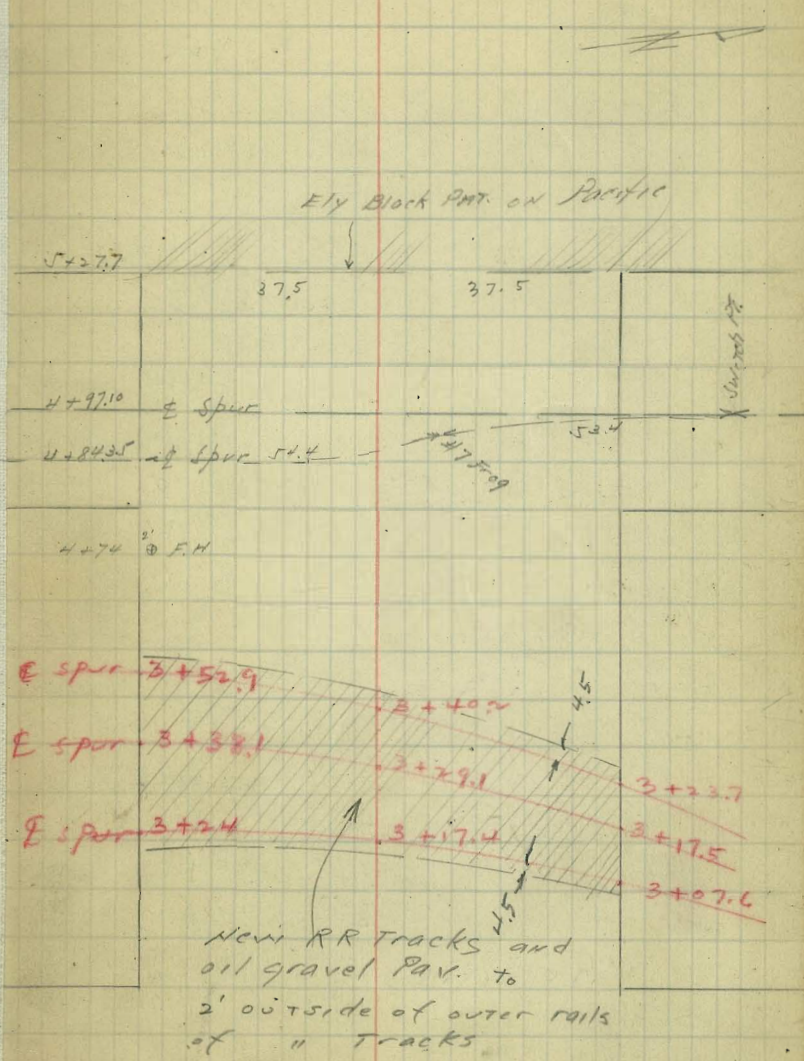 Ely Block PMT. ON Pacific
5+27.7
37.5 37.5
Switch Pt.
4+97.10 ℄ Spur
53.4
4+84.35 ℄ Spur 54.4
#7 Frog
4+74 2' F.H
℄ spur 3+52.9 3+40.2 4.5
℄ spur 3+38.1 3+29.1 3+23.7
℄ spur 3+24 3+17.4 3+17.5
3+07.6
4.5
New RR Tracks and
oil gravel Pav. to
2' outside of outer rails
of " Tracks